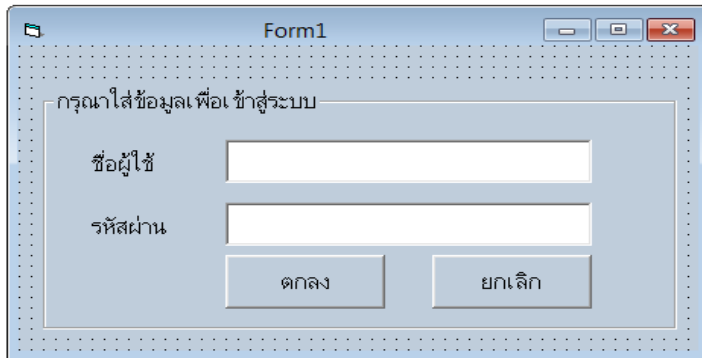 Form1
กรุณาใส่ข้อมูลเพื่อเข้าสู่ระบบ
ชื่อผู้ใช้
รหัสผ่าน
ตกลง ยกเลิก